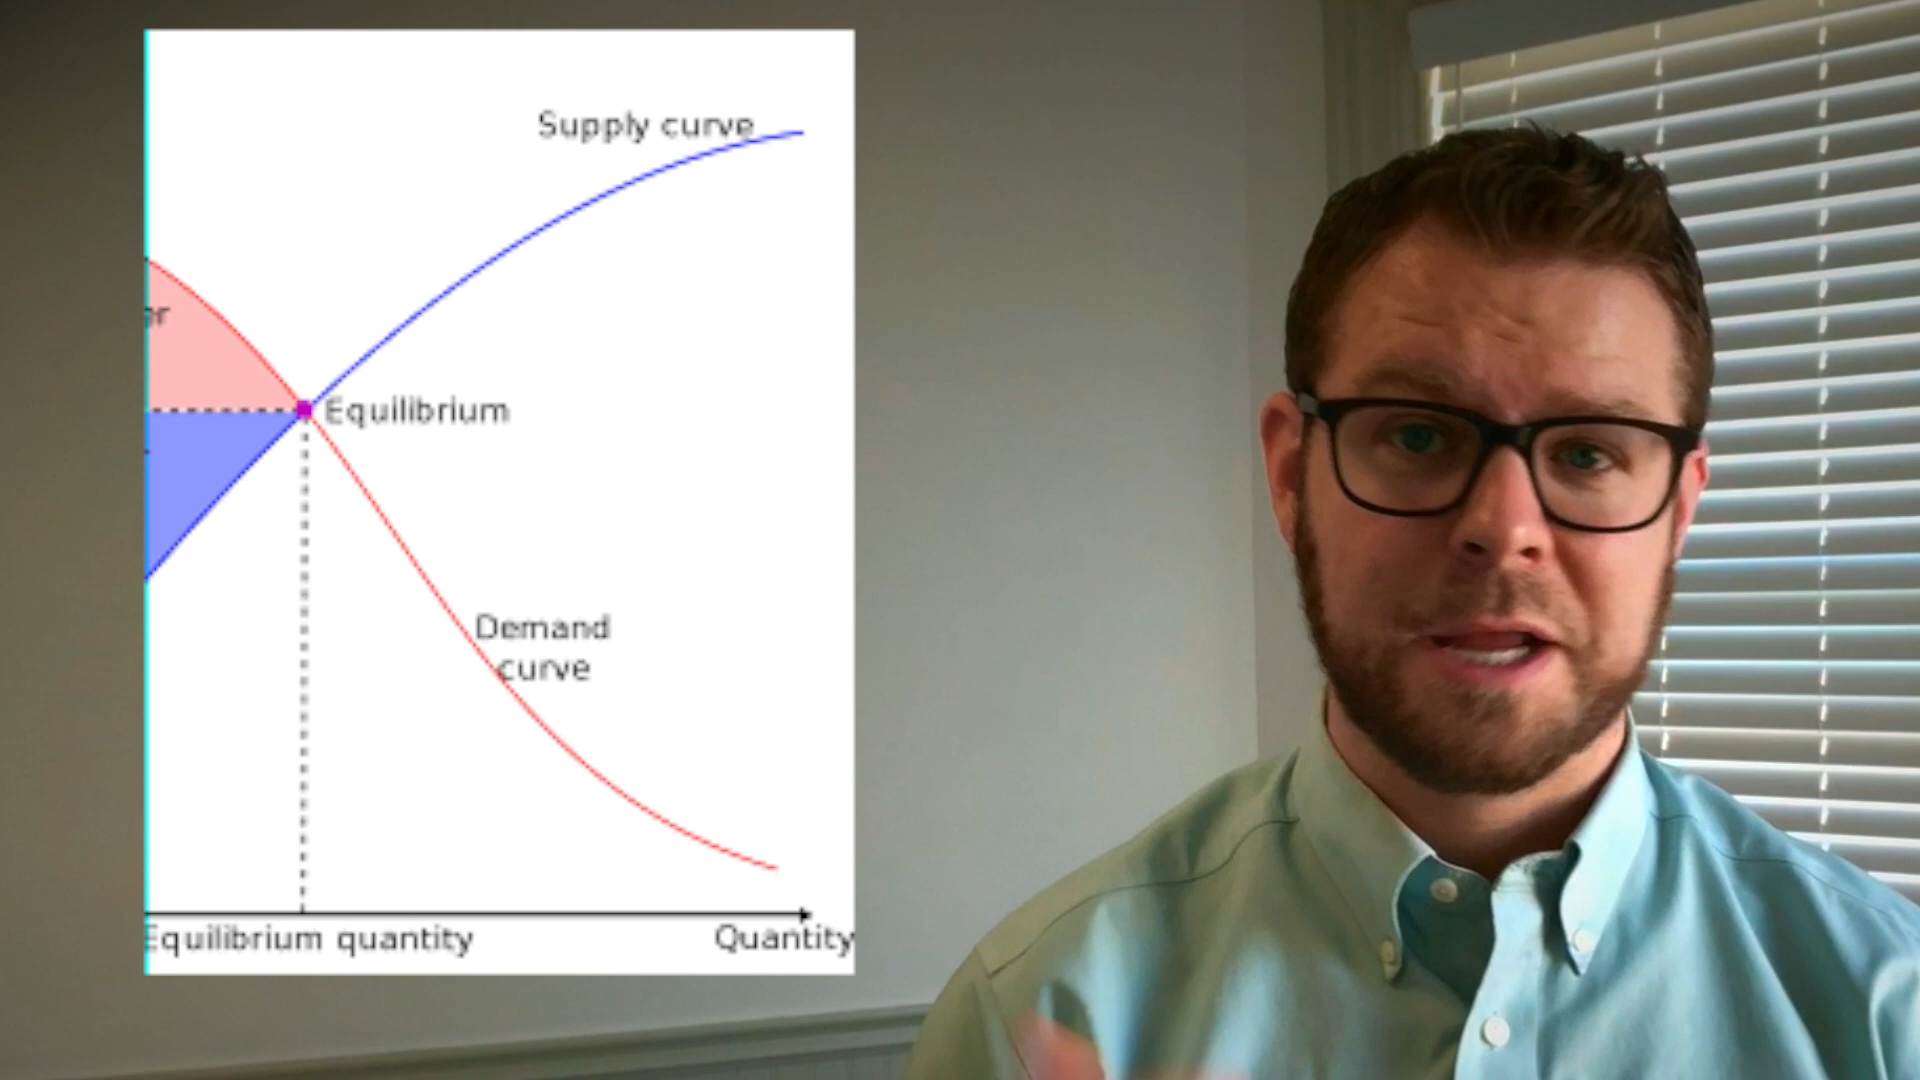 Supply curve
Equilibrium
Demand
curve
Equilibrium quantity
Quantity